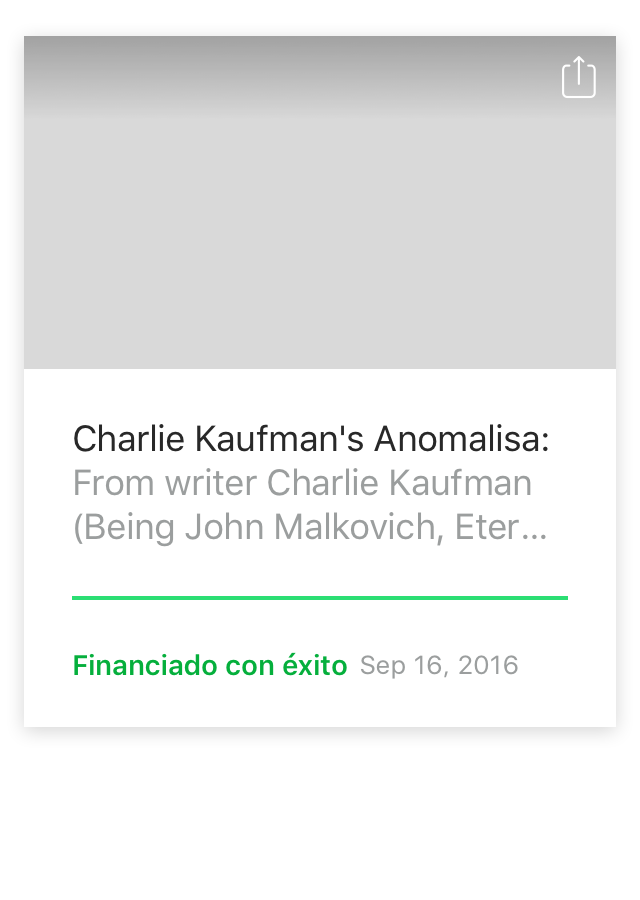 Charlie Kaufman's Anomalisa:
From writer Charlie Kaufman
(Being John Malkovich, Eter...
Financiado con éxito Sep 16, 2016